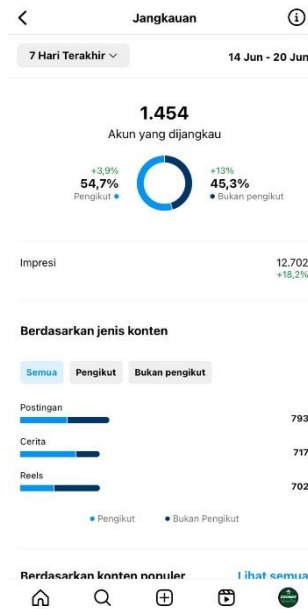 Jangkauan
7 Hari Terakhir
14 Jun - 20 Jun
1.454
Akun yang dijangkau
+3,9%
54,7%
Pengikut
+13%
45,3%
Bukan pengikut
Impresi
12.702
+18,2%
Berdasarkan jenis konten
Semua Pengikut Bukan pengikut
Postingan
793
Cerita
717
Reels
702
Pengikut Bukan Pengikut
Berdasarkan konten populer Lihat semua